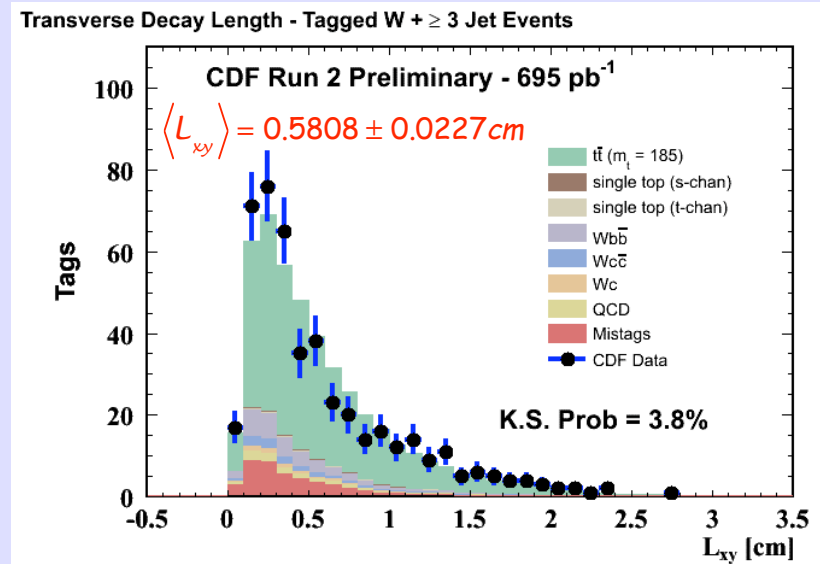 Transverse Decay Length - Tagged W + ≥ 3 Jet Events
CDF Run 2 Preliminary - 695 pb⁻¹
⟨L_xy⟩ = 0.5808 ± 0.0227cm
tt̄ (m_t = 185)
single top (s-chan)
single top (t-chan)
Wbb̄
Wcc̄
Wc
QCD
Mistags
CDF Data
K.S. Prob = 3.8%
Tags
100
80
60
40
20
0
-0.5 0 0.5 1 1.5 2 2.5 3 3.5
L_xy [cm]